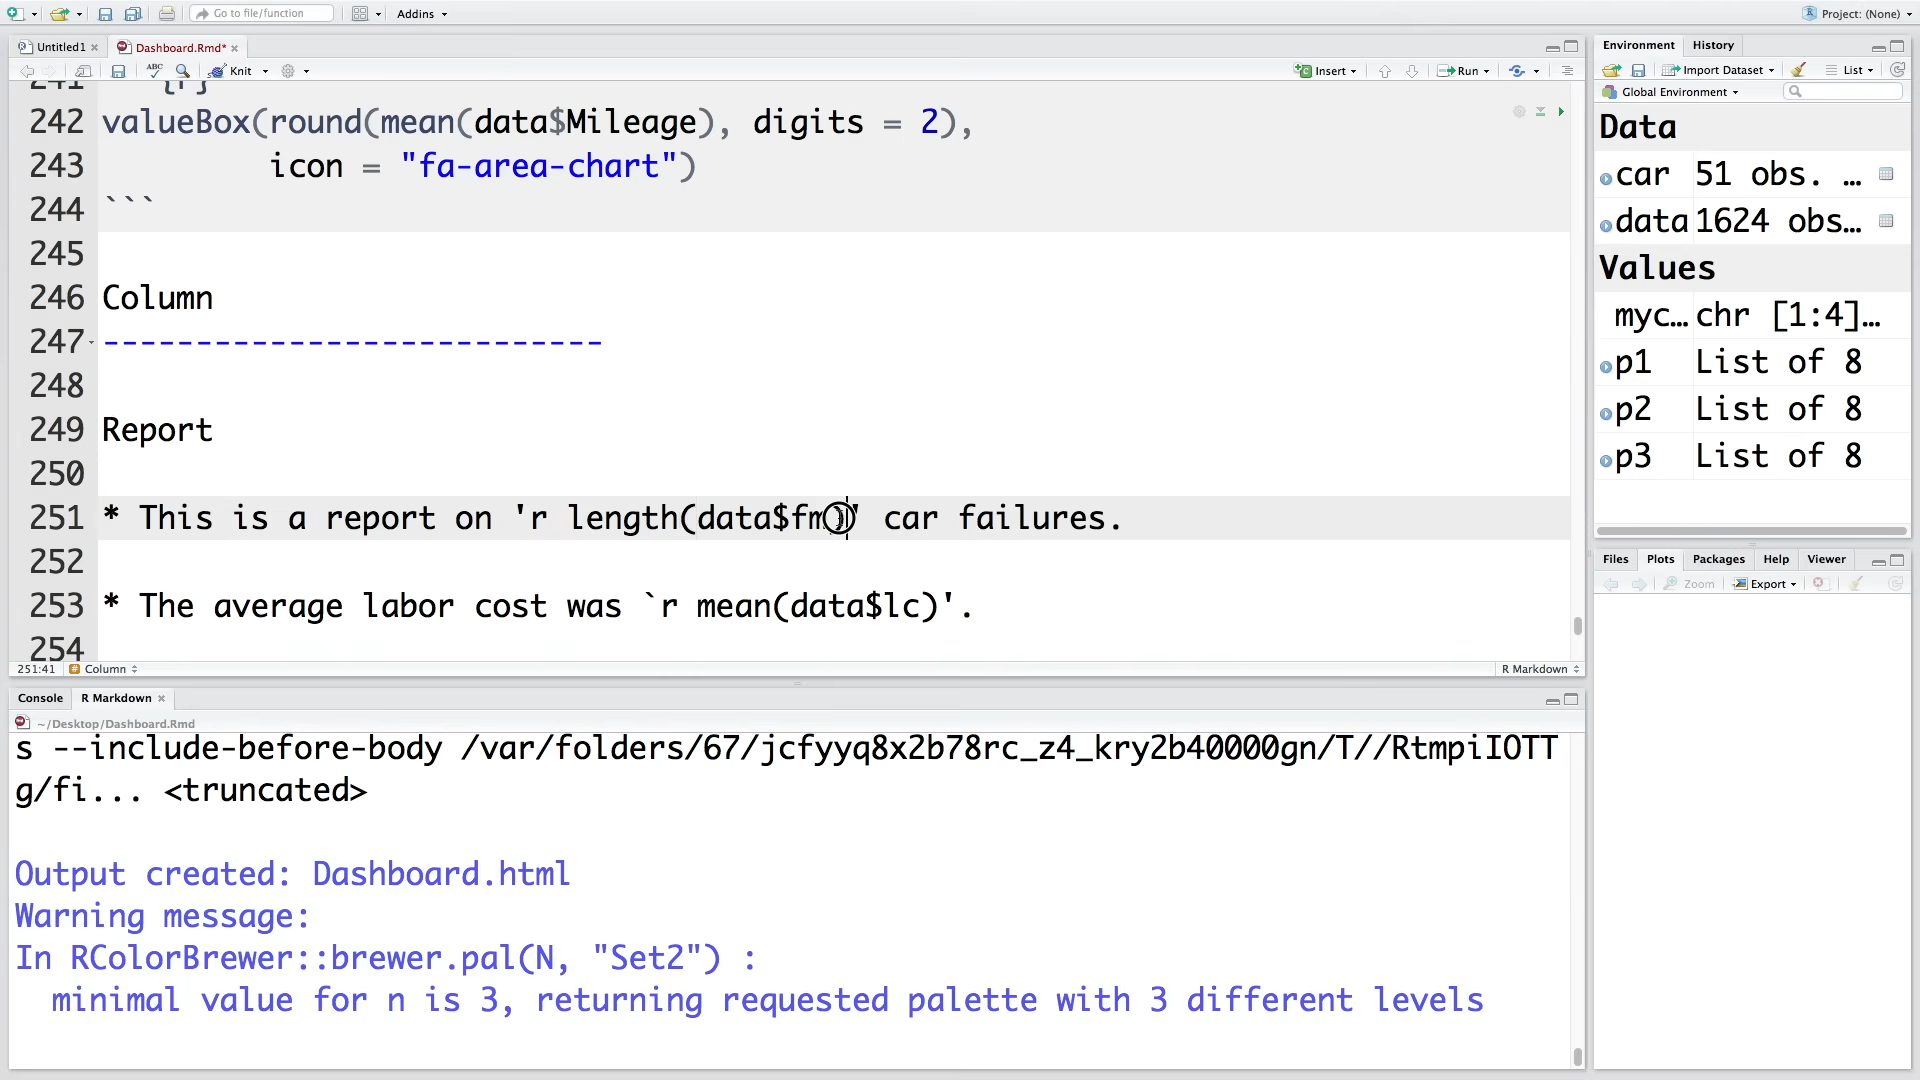 Go to file/function
Addins
Project: (None)
Untitled1
Dashboard.Rmd*
Knit
Insert
Run
241 ```{r}
242 valueBox(round(mean(data$Mileage), digits = 2),
243 icon = "fa-area-chart")
244 ```
245
246 Column
247 ---------------------------
248
249 Report
250
251 * This is a report on 'r length(data$fm)' car failures.
252
253 * The average labor cost was `r mean(data$lc)'.
254
251:41
Column
R Markdown
Console
R Markdown
~/Desktop/Dashboard.Rmd
s --include-before-body /var/folders/67/jcfyyq8x2b78rc_z4_kry2b40000gn/T//RtmpiIOTT
g/fi... <truncated>
Output created: Dashboard.html
Warning message:
In RColorBrewer::brewer.pal(N, "Set2") :
minimal value for n is 3, returning requested palette with 3 different levels
Environment
History
Import Dataset
List
Global Environment
Data
car 51 obs. …
data 1624 obs…
Values
myc… chr [1:4]…
p1 List of 8
p2 List of 8
p3 List of 8
Files
Plots
Packages
Help
Viewer
Zoom
Export